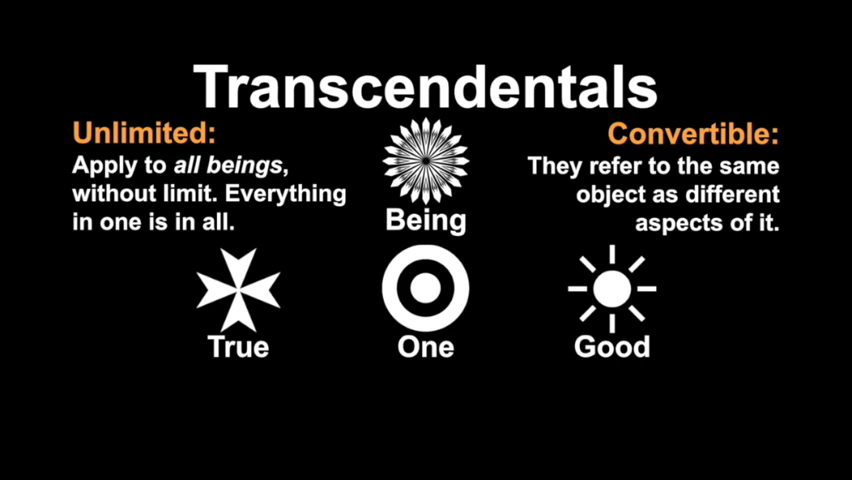 Transcendentals
Unlimited:
Apply to all beings,
without limit. Everything
in one is in all.
Being
Convertible:
They refer to the same
object as different
aspects of it.
True
One
Good